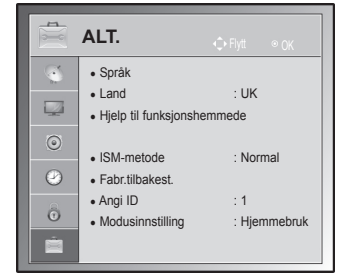 ALT.
Flytt
OK
• Språk
• Land : UK
• Hjelp til funksjonshemmede
• ISM-metode : Normal
• Fabr.tilbakest.
• Angi ID : 1
• Modusinnstilling : Hjemmebruk